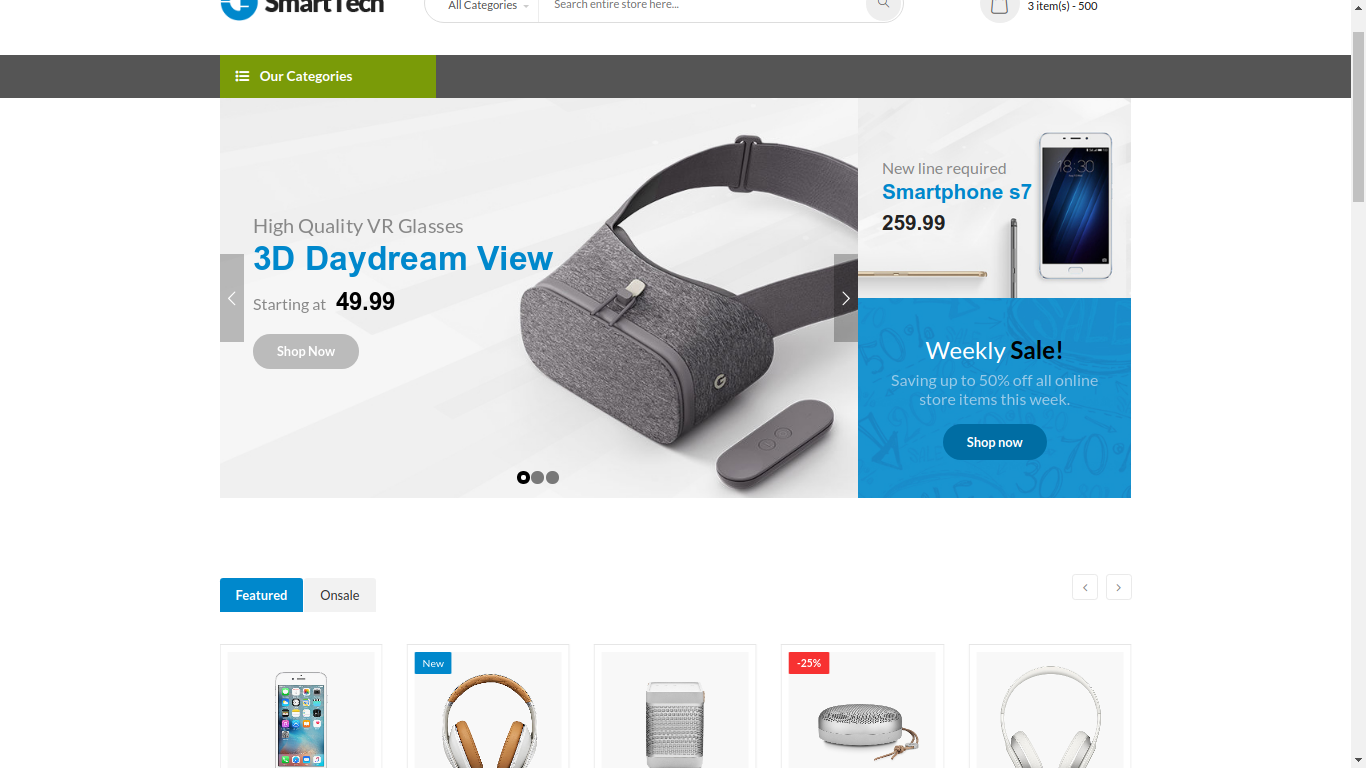 SmartTech
All Categories
Search entire store here...
3 item(s) - 500
Our Categories
High Quality VR Glasses
3D Daydream View
Starting at 49.99
Shop Now
New line required
Smartphone s7
259.99
18:30
Weekly Sale!
Saving up to 50% off all online
store items this week.
Shop now
Featured
Onsale
New
-25%